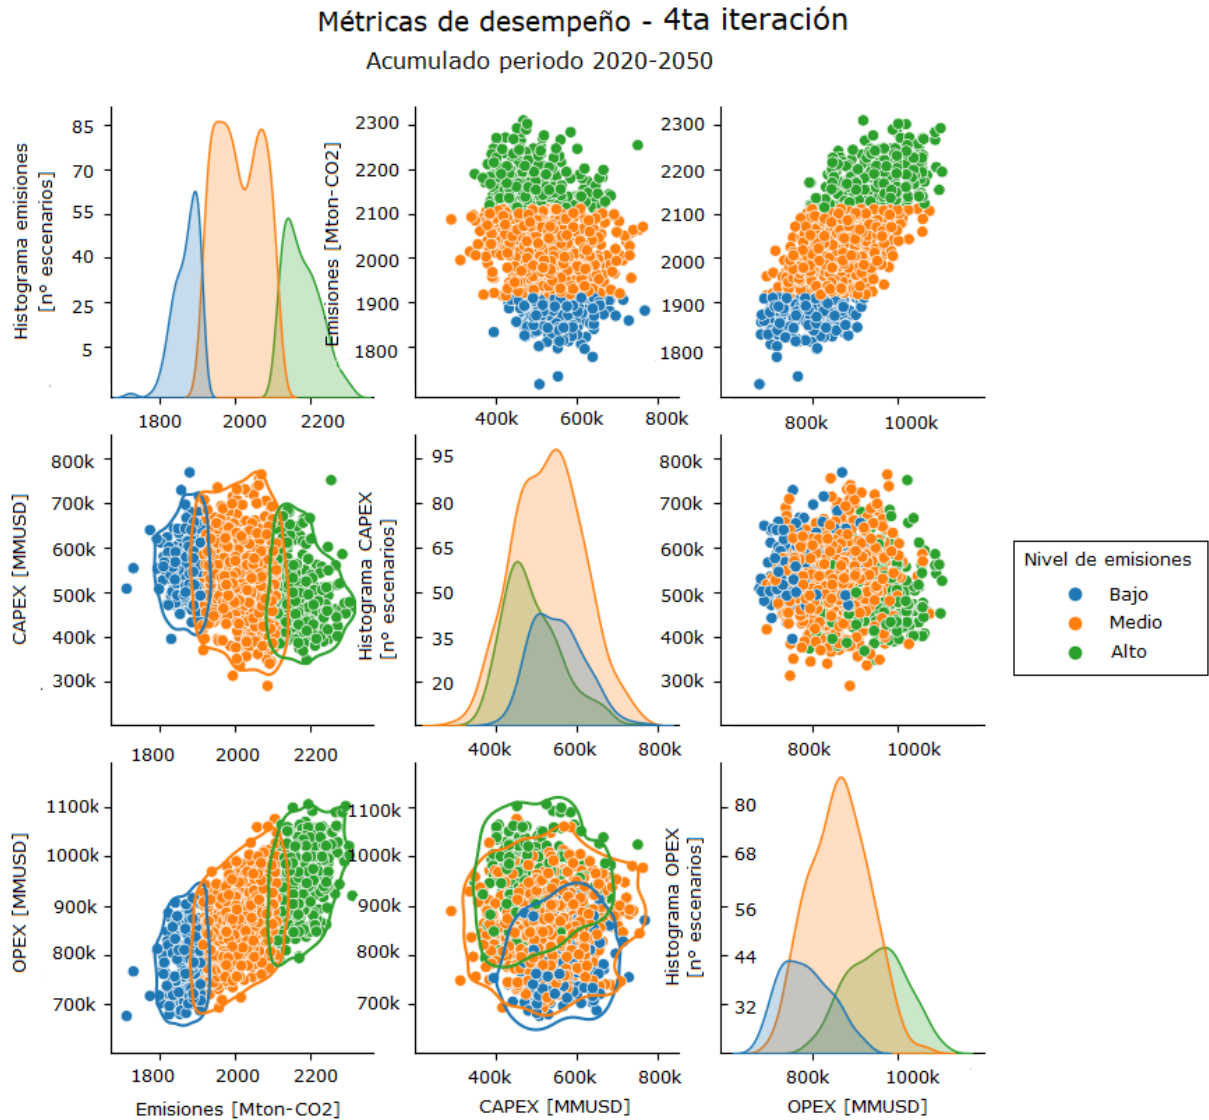 Métricas de desempeño - 4ta iteración
Acumulado periodo 2020-2050
Histograma emisiones
[n° escenarios]
85
70
55
40
25
5
1800 2000 2200
Emisiones [Mton-CO2]
2300
2200
2100
2000
1900
1800
400k 600k 800k
2300
2200
2100
2000
1900
1800
800k 1000k
CAPEX [MMUSD]
800k
700k
600k
500k
400k
300k
1800 2000 2200
Histograma CAPEX
[n° escenarios]
95
80
65
50
35
20
400k 600k 800k
800k
700k
600k
500k
400k
300k
800k 1000k
Nivel de emisiones
Bajo
Medio
Alto
OPEX [MMUSD]
1100k
1000k
900k
800k
700k
1800 2000 2200
Emisiones [Mton-CO2]
1100k
1000k
900k
800k
700k
400k 600k 800k
CAPEX [MMUSD]
Histograma OPEX
[n° escenarios]
80
68
56
44
32
800k 1000k
OPEX [MMUSD]